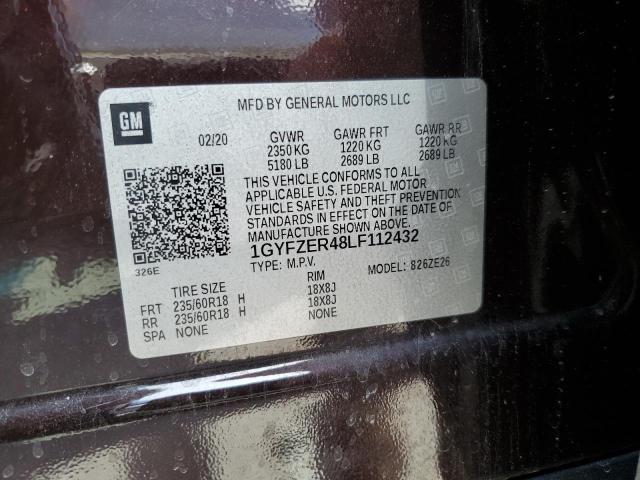 GM
MFD BY GENERAL MOTORS LLC
02/20 GVWR GAWR FRT GAWR RR
2350 KG 1220 KG 1220 KG
5180 LB 2689 LB 2689 LB
THIS VEHICLE CONFORMS TO ALL
APPLICABLE U.S. FEDERAL MOTOR
VEHICLE SAFETY AND THEFT PREVENTION
STANDARDS IN EFFECT ON THE DATE OF
MANUFACTURE SHOWN ABOVE.
1GYFZER48LF112432
326E
TYPE: M.P.V. MODEL: 826ZE26
TIRE SIZE RIM
FRT 235/60R18 H 18X8J
RR 235/60R18 H 18X8J
SPA NONE NONE